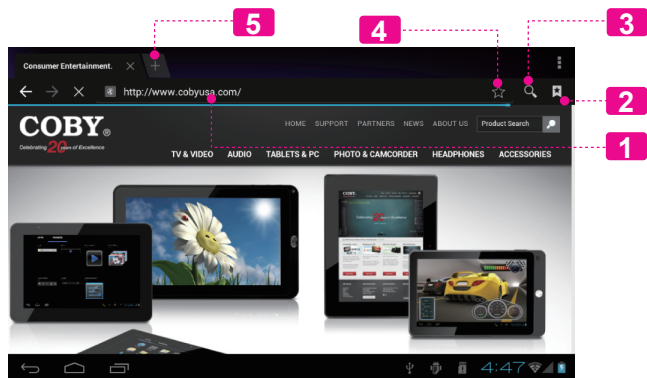 5
4
3
Consumer Entertainment.
http://www.cobyusa.com/
2
COBY®
Celebrating 20 Years of Excellence
HOME SUPPORT PARTNERS NEWS ABOUT US Product Search
1
TV & VIDEO AUDIO TABLETS & PC PHOTO & CAMCORDER HEADPHONES ACCESSORIES
COBY
4:47